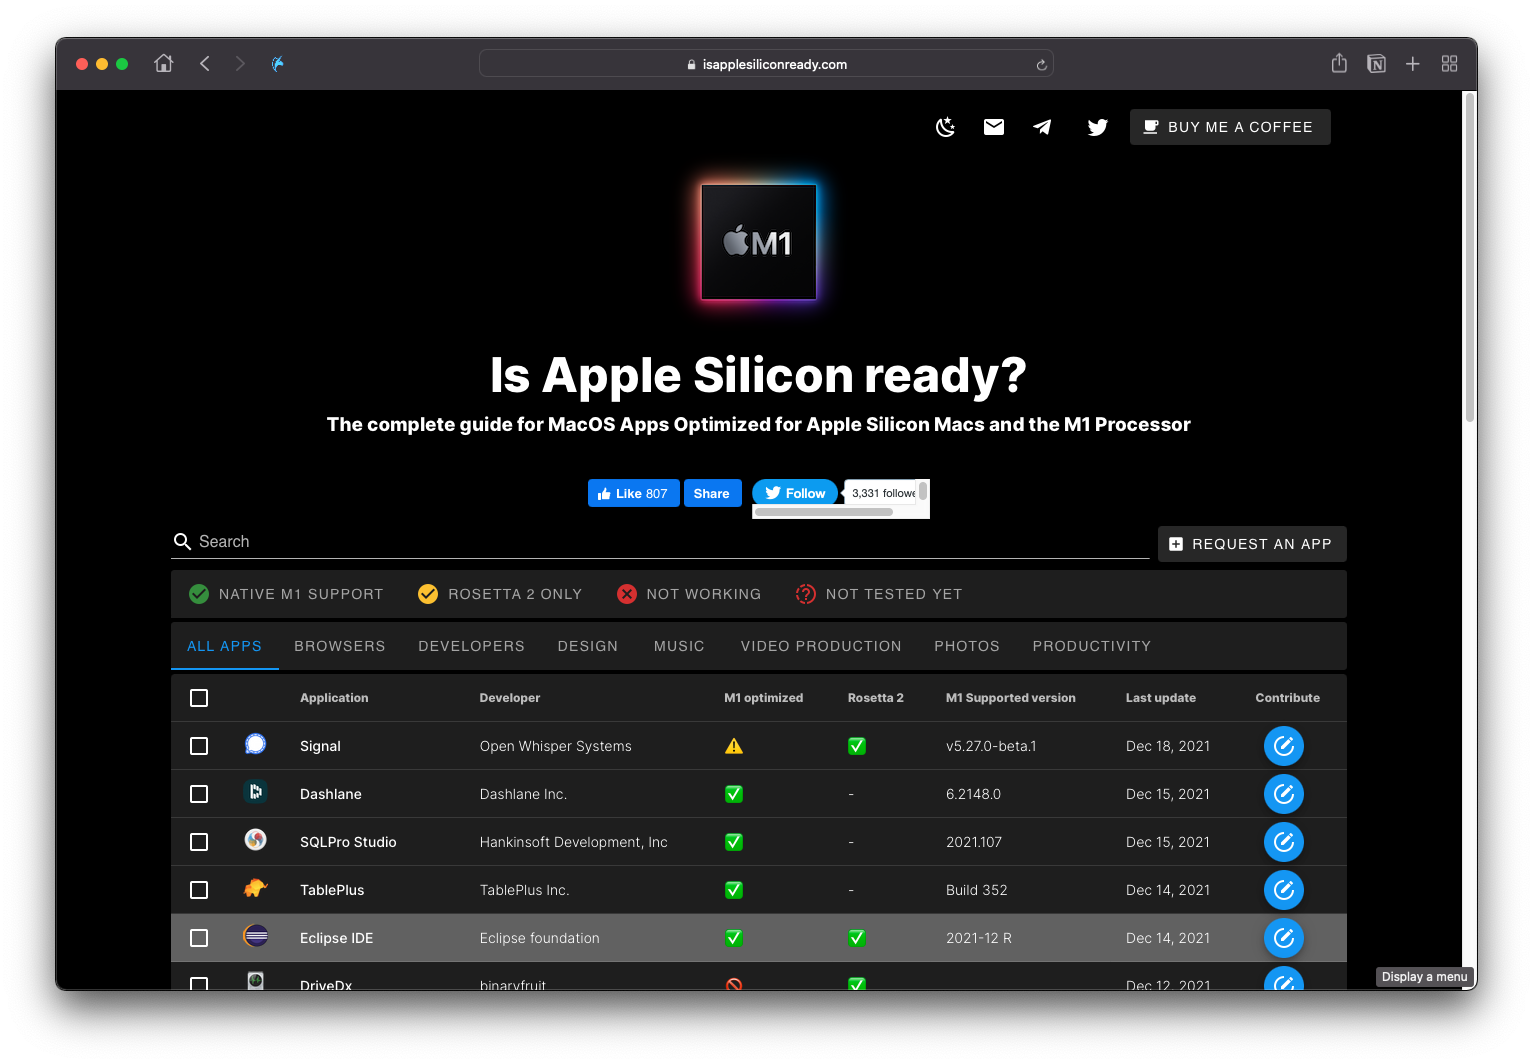 isapplesiliconready.com
BUY ME A COFFEE
M1
Is Apple Silicon ready?
The complete guide for MacOS Apps Optimized for Apple Silicon Macs and the M1 Processor
Like 807 Share Follow 3,331 followe
Search REQUEST AN APP
NATIVE M1 SUPPORT ROSETTA 2 ONLY NOT WORKING NOT TESTED YET
ALL APPS BROWSERS DEVELOPERS DESIGN MUSIC VIDEO PRODUCTION PHOTOS PRODUCTIVITY
Application Developer M1 optimized Rosetta 2 M1 Supported version Last update Contribute
Signal Open Whisper Systems v5.27.0-beta.1 Dec 18, 2021
Dashlane Dashlane Inc. - 6.2148.0 Dec 15, 2021
SQLPro Studio Hankinsoft Development, Inc - 2021.107 Dec 15, 2021
TablePlus TablePlus Inc. - Build 352 Dec 14, 2021
Eclipse IDE Eclipse foundation 2021-12 R Dec 14, 2021
DriveDx binaryfruit Dec 12, 2021
Display a menu